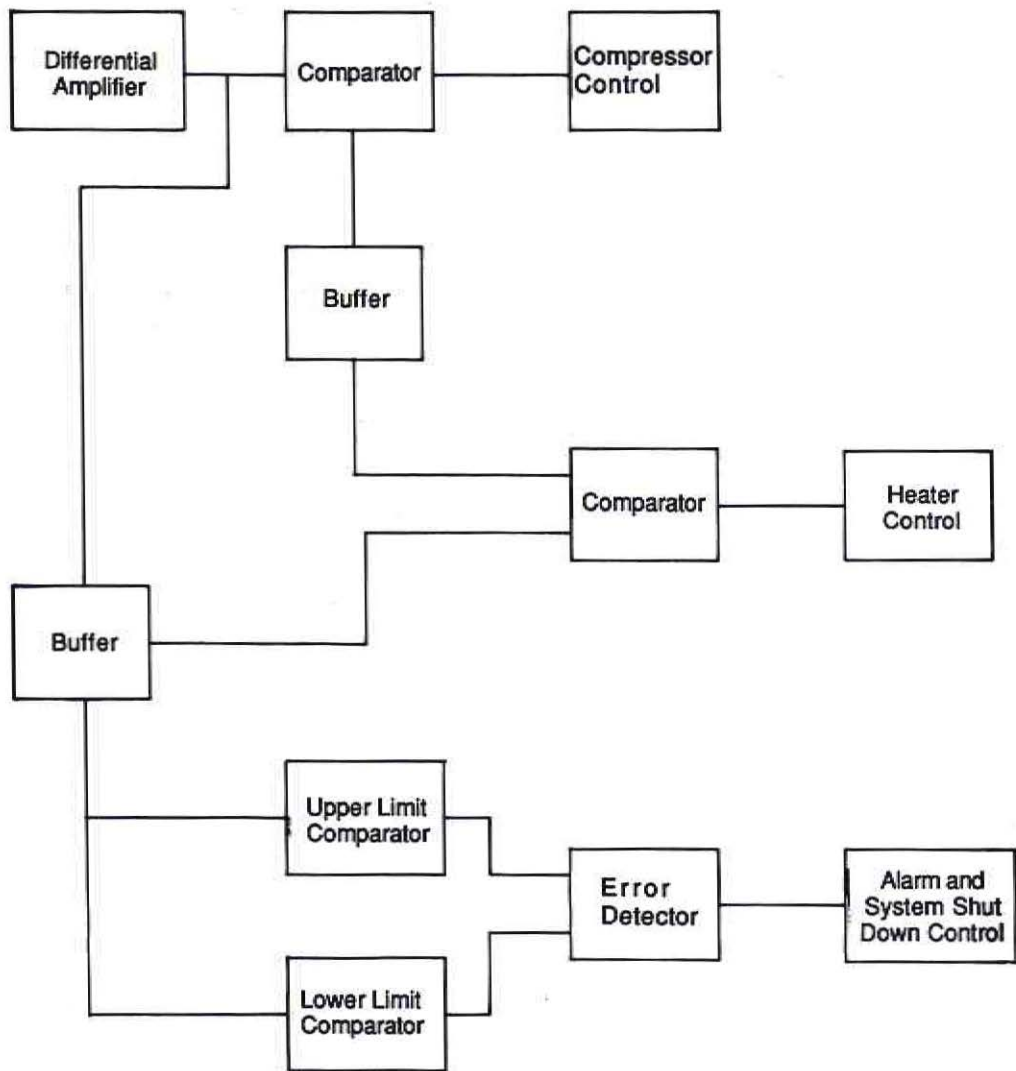 Differential
Amplifier
Comparator
Compressor
Control
Buffer
Comparator
Heater
Control
Buffer
Upper Limit
Comparator
Error
Detector
Alarm and
System Shut
Down Control
Lower Limit
Comparator